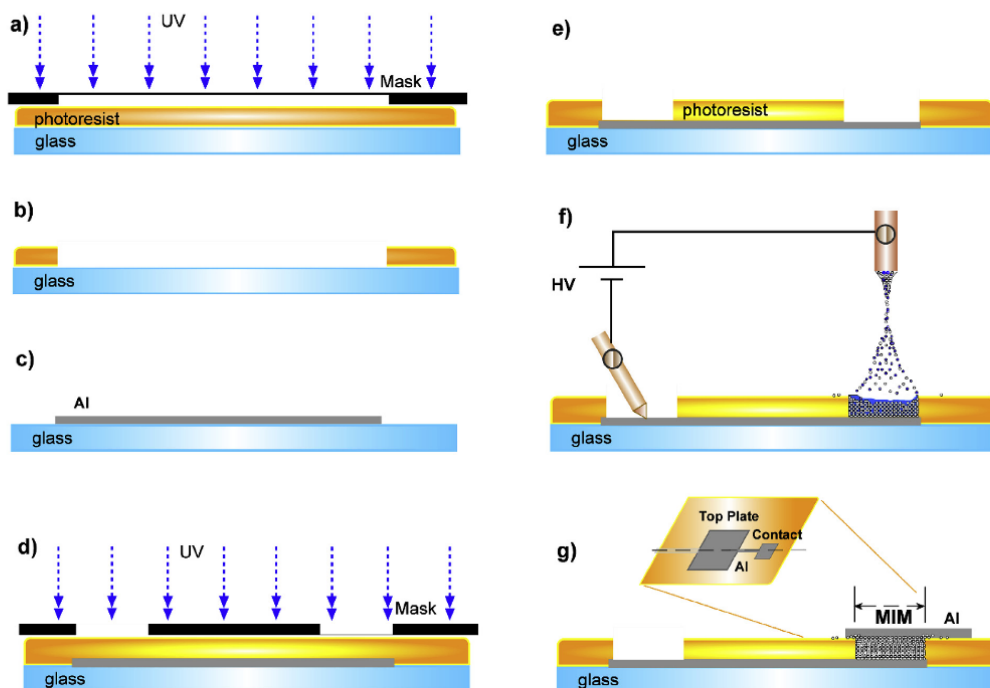 a)
UV
Mask
photoresist
glass
b)
glass
c)
Al
glass
d)
UV
Mask
glass
e)
photoresist
glass
f)
HV
glass
g)
Top Plate
Contact
Al
MIM
Al
glass